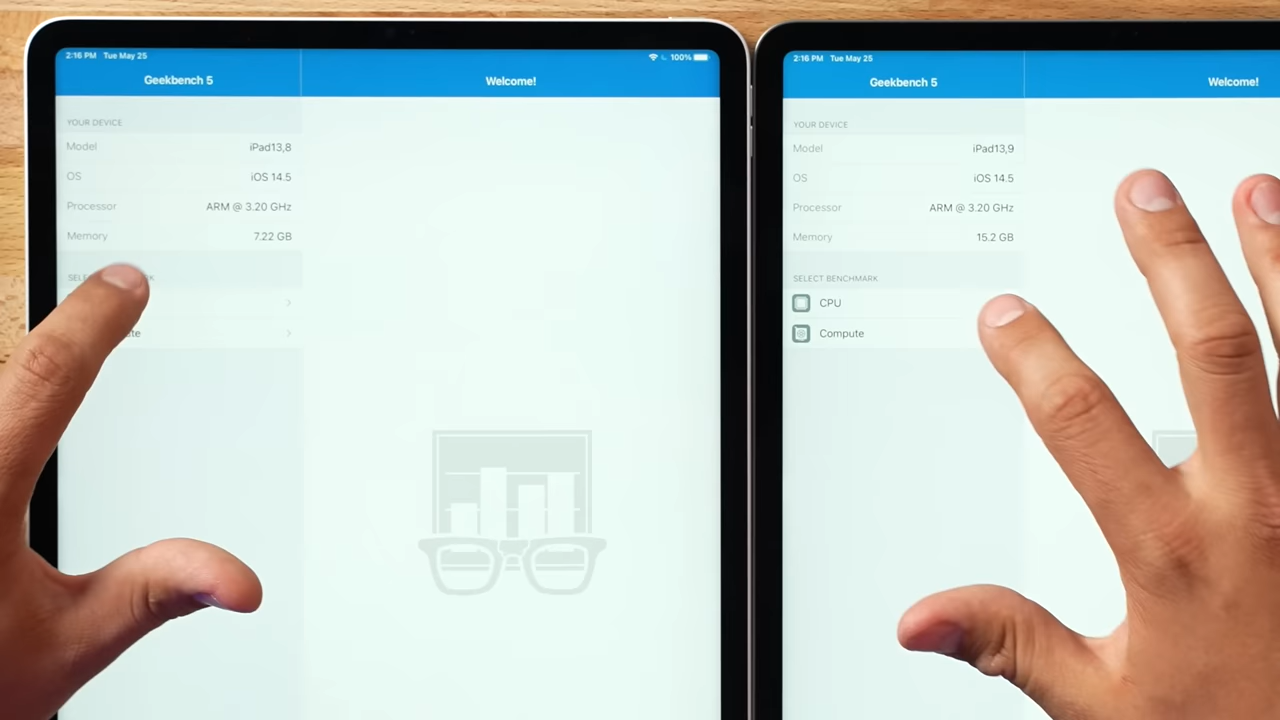 2:16 PM Tue May 25
100%
Geekbench 5
Welcome!
YOUR DEVICE
Model iPad13,8
OS iOS 14.5
Processor ARM @ 3.20 GHz
Memory 7.22 GB
2:16 PM Tue May 25
Geekbench 5
Welcome!
YOUR DEVICE
Model iPad13,9
OS iOS 14.5
Processor ARM @ 3.20 GHz
Memory 15.2 GB
SELECT BENCHMARK
CPU
Compute